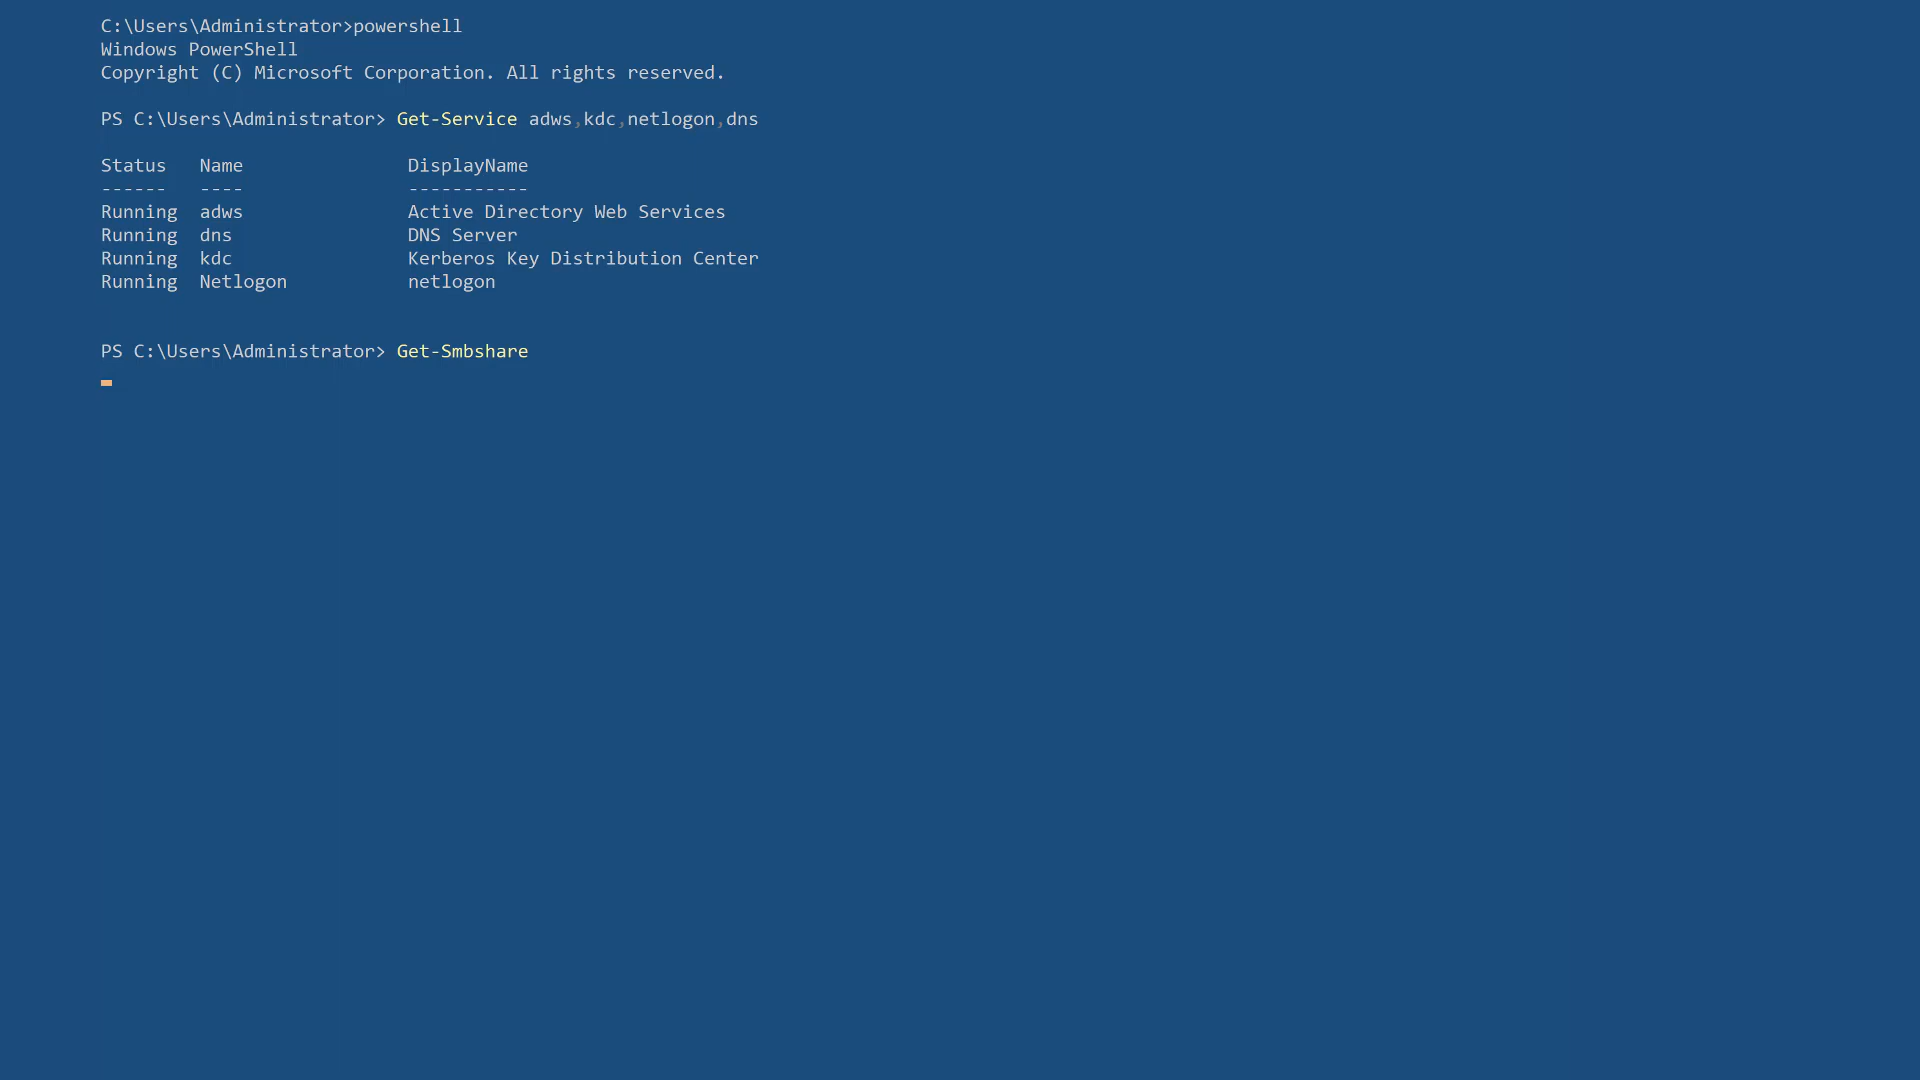 C:\Users\Administrator>powershell
Windows PowerShell
Copyright (C) Microsoft Corporation. All rights reserved.
PS C:\Users\Administrator> Get-Service adws,kdc,netlogon,dns
Status   Name               DisplayName
------   ----               -----------
Running  adws               Active Directory Web Services
Running  dns                DNS Server
Running  kdc                Kerberos Key Distribution Center
Running  Netlogon           netlogon
PS C:\Users\Administrator> Get-Smbshare